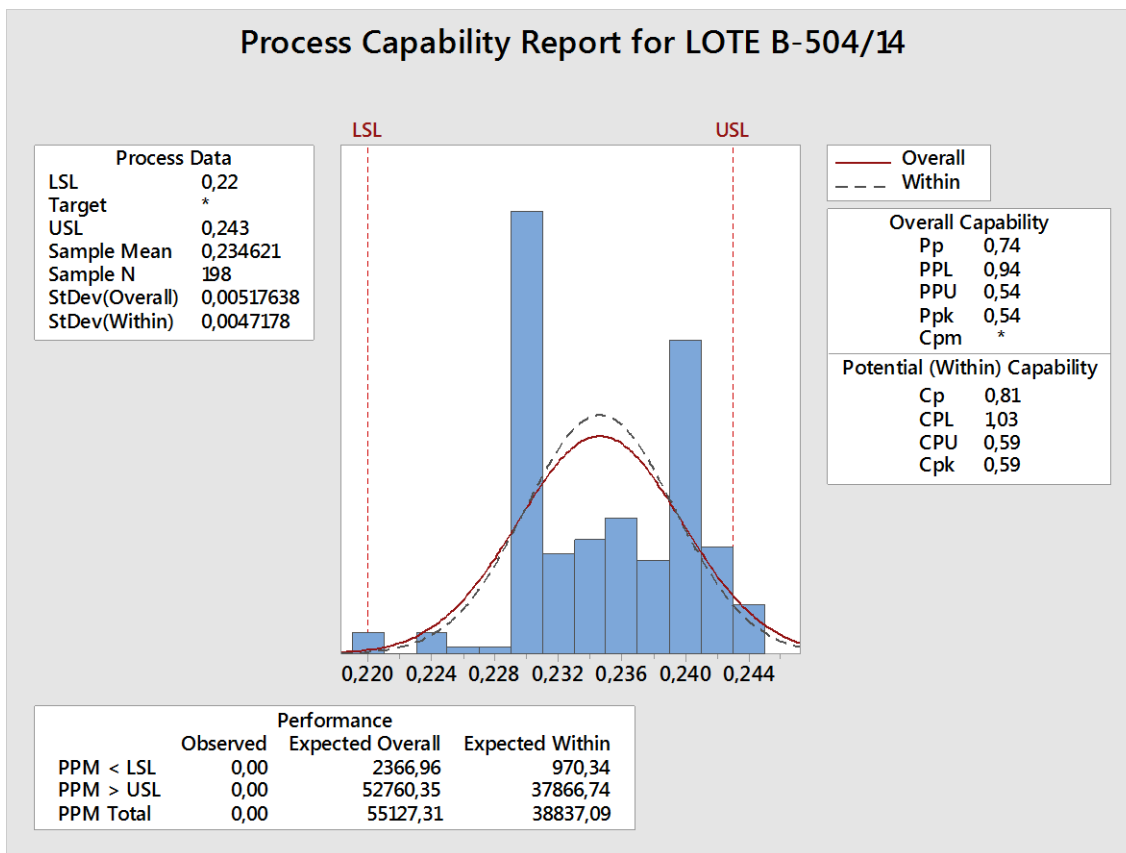 Process Capability Report for LOTE B-504/14
LSL USL
Process Data
LSL 0,22
Target *
USL 0,243
Sample Mean 0,234621
Sample N 198
StDev(Overall) 0,00517638
StDev(Within) 0,0047178
Overall
Within
Overall Capability
Pp 0,74
PPL 0,94
PPU 0,54
Ppk 0,54
Cpm *
Potential (Within) Capability
Cp 0,81
CPL 1,03
CPU 0,59
Cpk 0,59
0,220 0,224 0,228 0,232 0,236 0,240 0,244
Performance
Observed Expected Overall Expected Within
PPM < LSL 0,00 2366,96 970,34
PPM > USL 0,00 52760,35 37866,74
PPM Total 0,00 55127,31 38837,09